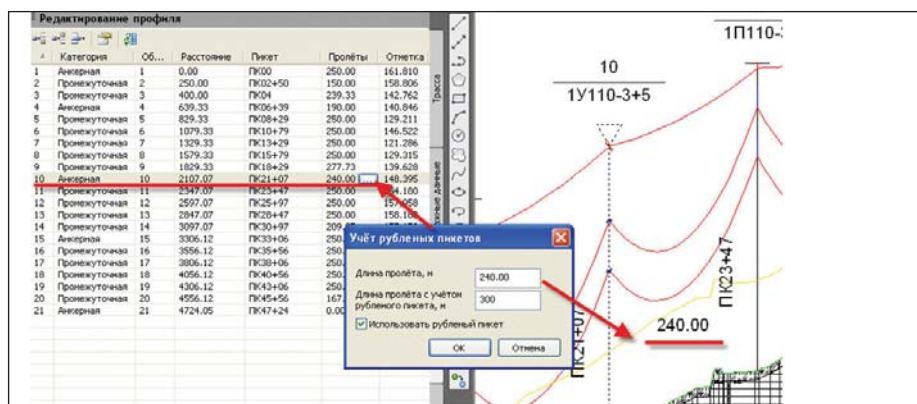 Редактирование профиля
Категория Об... Расстояние Пикет Пролёты Отметка
1 Анкерная 1 0.00 ПК00 250.00 161.810
2 Промежуточная 2 250.00 ПК02+50 150.00 158.806
3 Промежуточная 3 400.00 ПК04 239.33 142.762
4 Анкерная 4 639.33 ПК06+39 190.00 140.846
5 Промежуточная 5 829.33 ПК08+29 250.00 129.211
6 Промежуточная 6 1079.33 ПК10+79 250.00 146.522
7 Промежуточная 7 1329.33 ПК13+29 250.00 121.286
8 Промежуточная 8 1579.33 ПК15+79 250.00 129.315
9 Промежуточная 9 1829.33 ПК18+29 277.73 139.628
10 Анкерная 10 2107.07 ПК21+07 240.00 ... 148.395
11 Промежуточная 11 2347.07 ПК23+47 250.00
12 Промежуточная 12 2597.07 ПК25+97 250.00
13 Промежуточная 13 2847.07 ПК28+47 250.00
14 Промежуточная 14 3097.07 ПК30+97
15 Анкерная 15 3306.12 ПК33+06
16 Промежуточная 16 3556.12 ПК35+56
17 Промежуточная 17 3806.12 ПК38+06
18 Промежуточная 18 4056.12 ПК40+56
19 Промежуточная 19 4306.12 ПК43+06
20 Промежуточная 20 4556.12 ПК45+56
21 Анкерная 21 4724.05 ПК47+24
Трасса
Учёт рубленых пикетов
Длина пролёта, м 240.00
Длина пролёта с учётом
рубленого пикета, м 300
Использовать рубленый пикет
ОК Отмена
10
1У110-3+5
1П110-
ПК21+07
240.00
ПК23+47